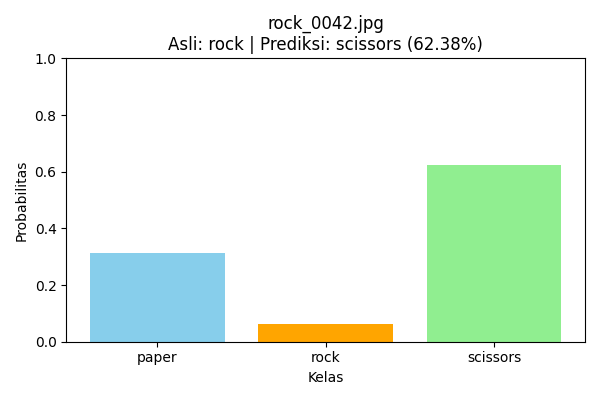 rock_0042.jpg
Asli: rock | Prediksi: scissors (62.38%)
1.0
0.8
0.6
0.4
0.2
0.0
Probabilitas
paper
rock
scissors
Kelas